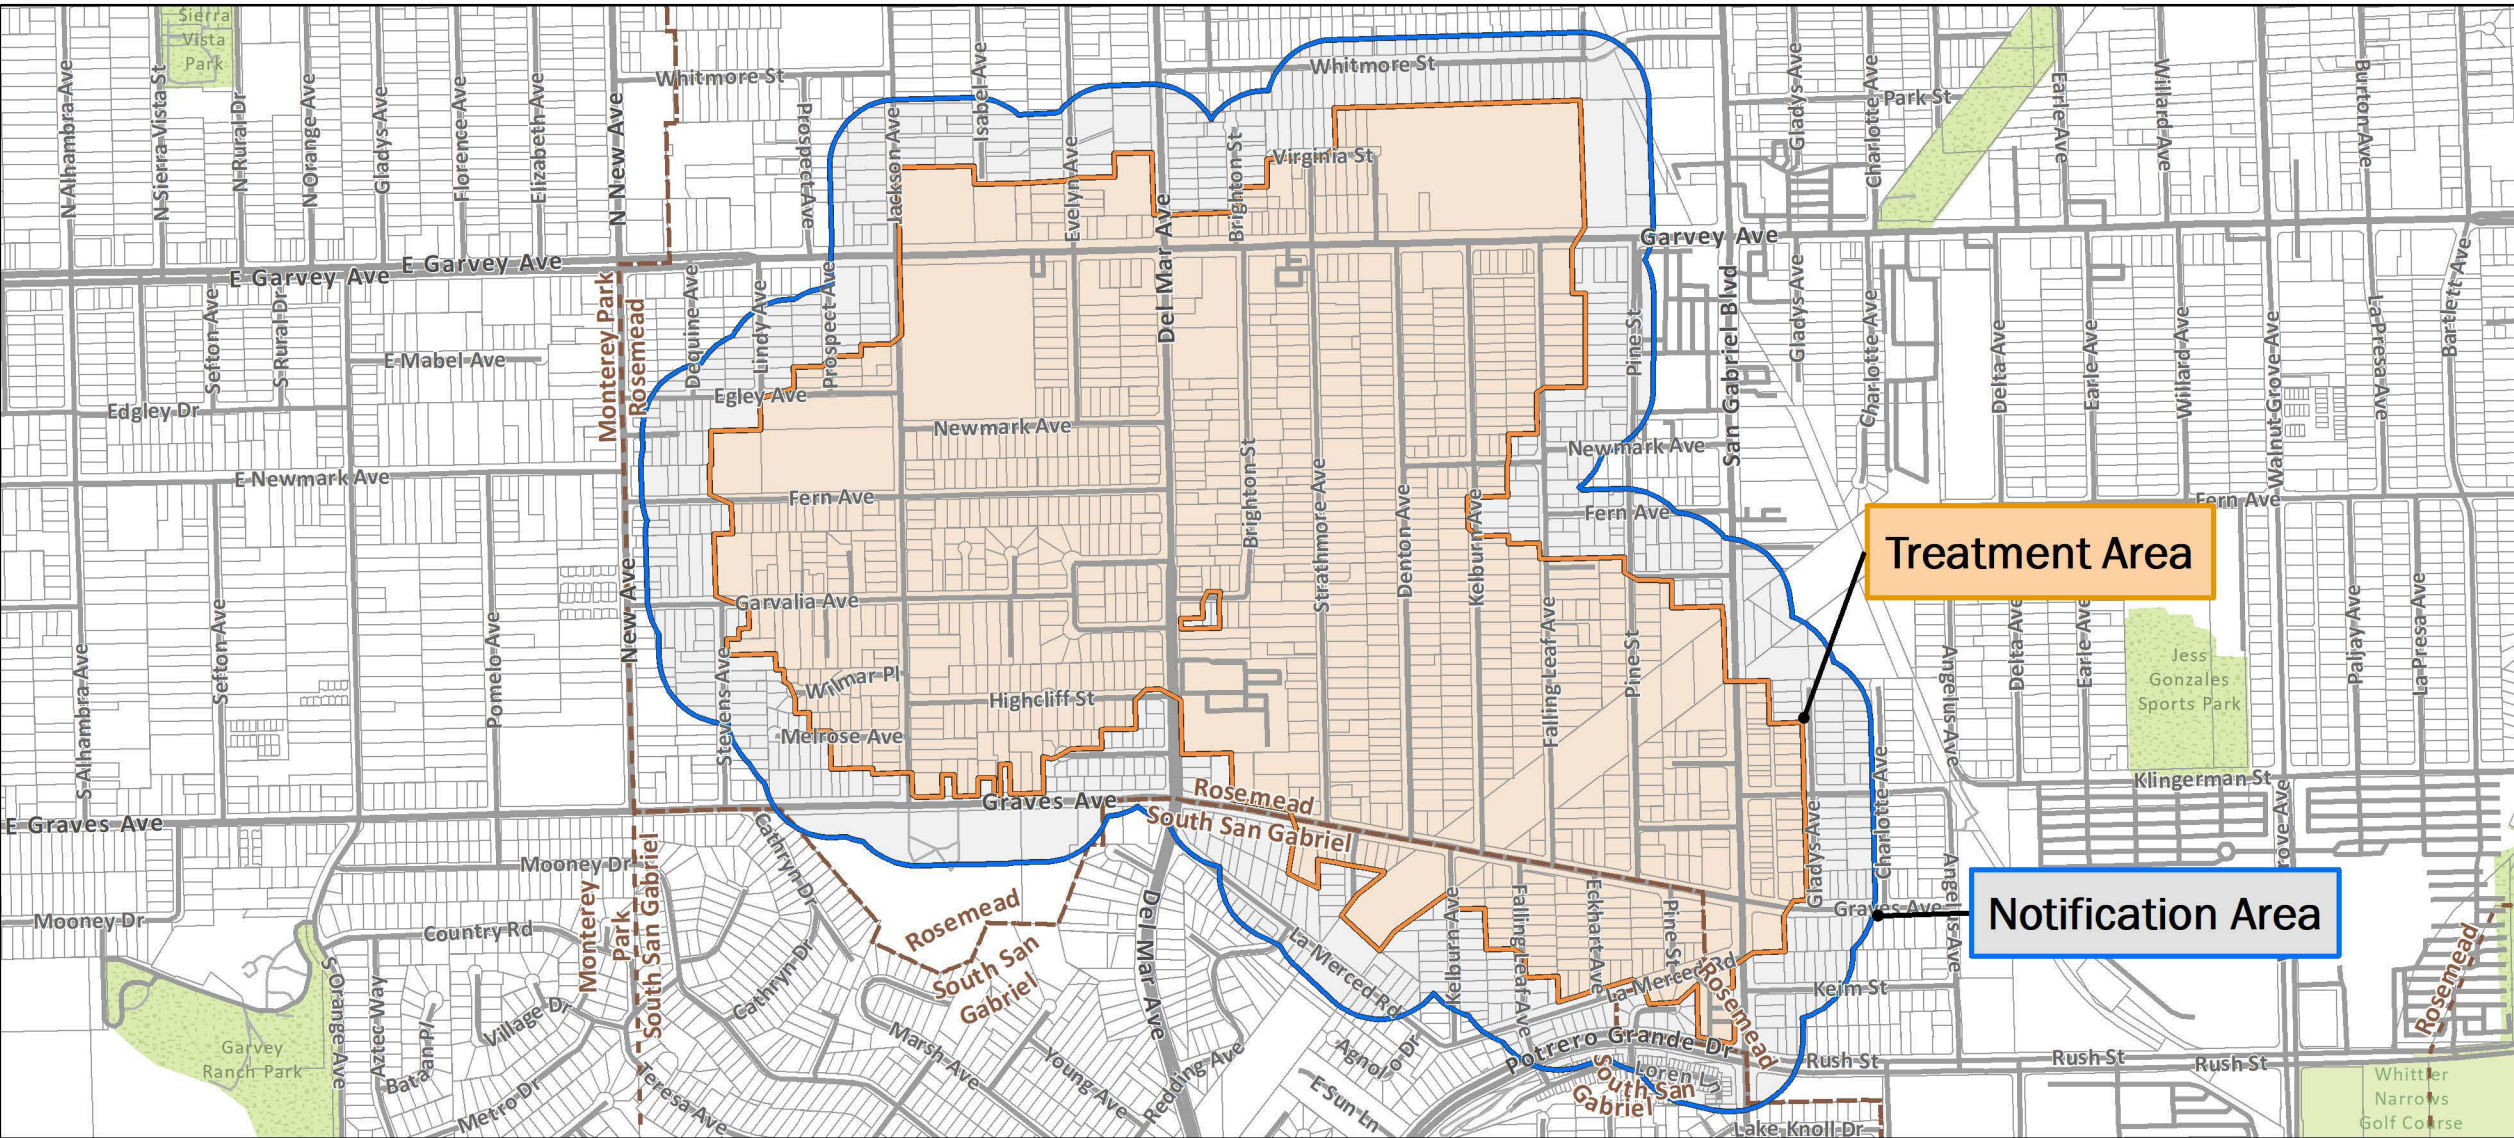 Sierra
Vista
Park
N Alhambra Ave
N Sierra Vista St
N Rural Dr
N Orange Ave
Gladys Ave
Florence Ave
Elizabeth Ave
N New Ave
Whitmore St
Prospect Ave
Jackson Ave
Isabel Ave
Evelyn Ave
Del Mar Ave
Brighton St
Virginia St
Whitmore St
Gladys Ave
Charlotte Ave
Park St
Earle Ave
Willard Ave
Burton Ave
Garvey Ave
E Garvey Ave
E Garvey Ave
Sefton Ave
S Rural Dr
E Mabel Ave
Edgley Dr
E Newmark Ave
Monterey Park
Rosemead
Dequine Ave
Lindy Ave
Prospect Ave
Egley Ave
Newmark Ave
Fern Ave
Brighton St
Strathmore Ave
Denton Ave
Kelburn Ave
Pine St
Newmark Ave
Fern Ave
San Gabriel Blvd
Gladys Ave
Charlotte Ave
Delta Ave
Earle Ave
Willard Ave
Walnut Grove Ave
La Presa Ave
Bartlett Ave
Fern Ave
Treatment Area
New Ave
Garvalia Ave
Stevens Ave
Wilmar Pl
Highcliff St
Melrose Ave
Falling Leaf Ave
Pine St
S Alhambra Ave
Sefton Ave
Pomelo Ave
Angelus Ave
Delta Ave
Earle Ave
Jess
Gonzales
Sports Park
Paljay Ave
La Presa Ave
Klingerman St
E Graves Ave
Graves Ave
Rosemead
South San Gabriel
Gladys Ave
Charlotte Ave
Graves Ave
Angelus Ave
rove Ave
Notification Area
Mooney Dr
Mooney Dr
Country Rd
Monterey
Park
South San Gabriel
Cathryn Dr
Cathryn Dr
Rosemead
South San
Gabriel
Del Mar Ave
La Merced Rd
Kelburn Ave
Falling Leaf Ave
Eckhart Ave
Pine St
La Merced Rd
Rosemead
Keim St
Garvey
Ranch Park
S Orange Ave
Aztec Way
Bataan Pl
Village Dr
Metro Dr
Teresa Ave
Marsh Ave
Young Ave
Redding Ave
Agnolo Dr
E Sun Ln
Potrero Grande Dr
South San
Gabriel
Loren Ln
Rush St
Rush St
Rush St
Lake Knoll Dr
Rosemead
Whittier
Narrows
Golf Course